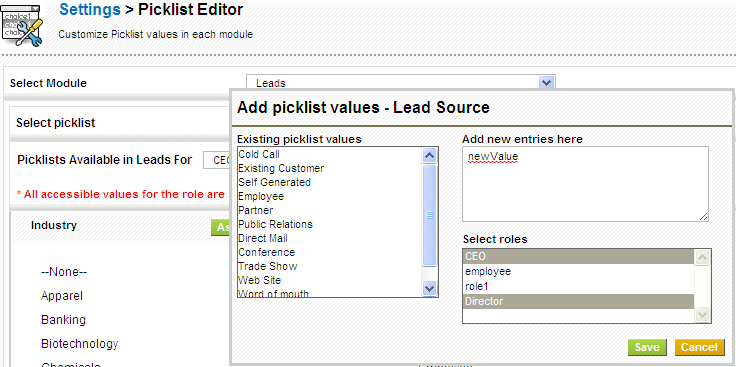 Settings > Picklist Editor
Customize Picklist values in each module
Select Module
Leads
Select picklist
Picklists Available in Leads For
CEO
* All accessible values for the role are
Industry
As
--None--
Apparel
Banking
Biotechnology
Chemicals
Add picklist values - Lead Source
Existing picklist values
Cold Call
Existing Customer
Self Generated
Employee
Partner
Public Relations
Direct Mail
Conference
Trade Show
Web Site
Word of mouth
Add new entries here
newValue
Select roles
CEO
employee
role1
Director
Save
Cancel